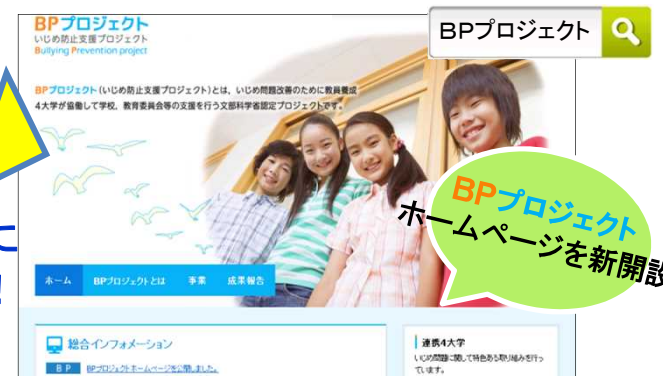 BPプロジェクト
いじめ防止支援プロジェクト
Bullying Prevention project
BPプロジェクト
BPプロジェクト(いじめ防止支援プロジェクト)とは、いじめ問題改善のために教員養成
4大学が協働して学校、教育委員会等の支援を行う文部科学省認定プロジェクトです。
に
!
BPプロジェクト
ホームページを新開設
ホーム BPプロジェクトとは 事業 成果報告
総合インフォメーション
BP BPプロジェクトホームページを公開しました。
連携4大学
いじめ問題に関して特色ある取り組みを行っ
ています。